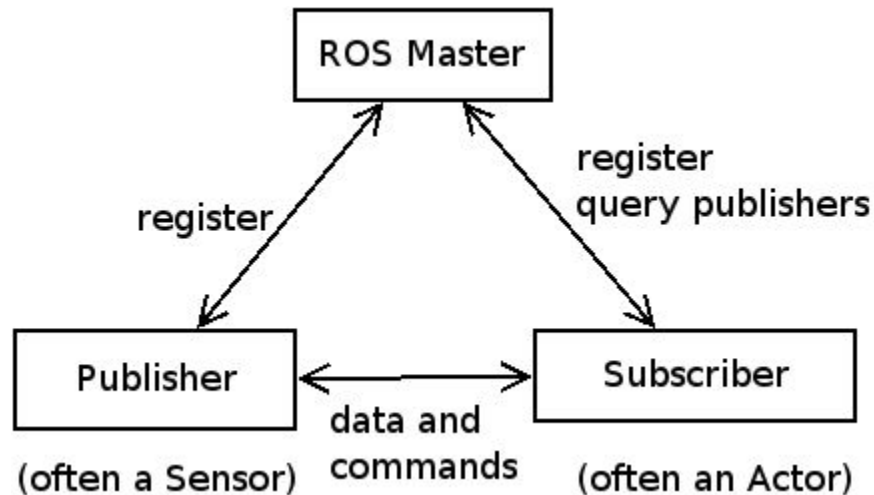 ROS Master
register
register
query publishers
Publisher
Subscriber
data and
commands
(often a Sensor)
(often an Actor)